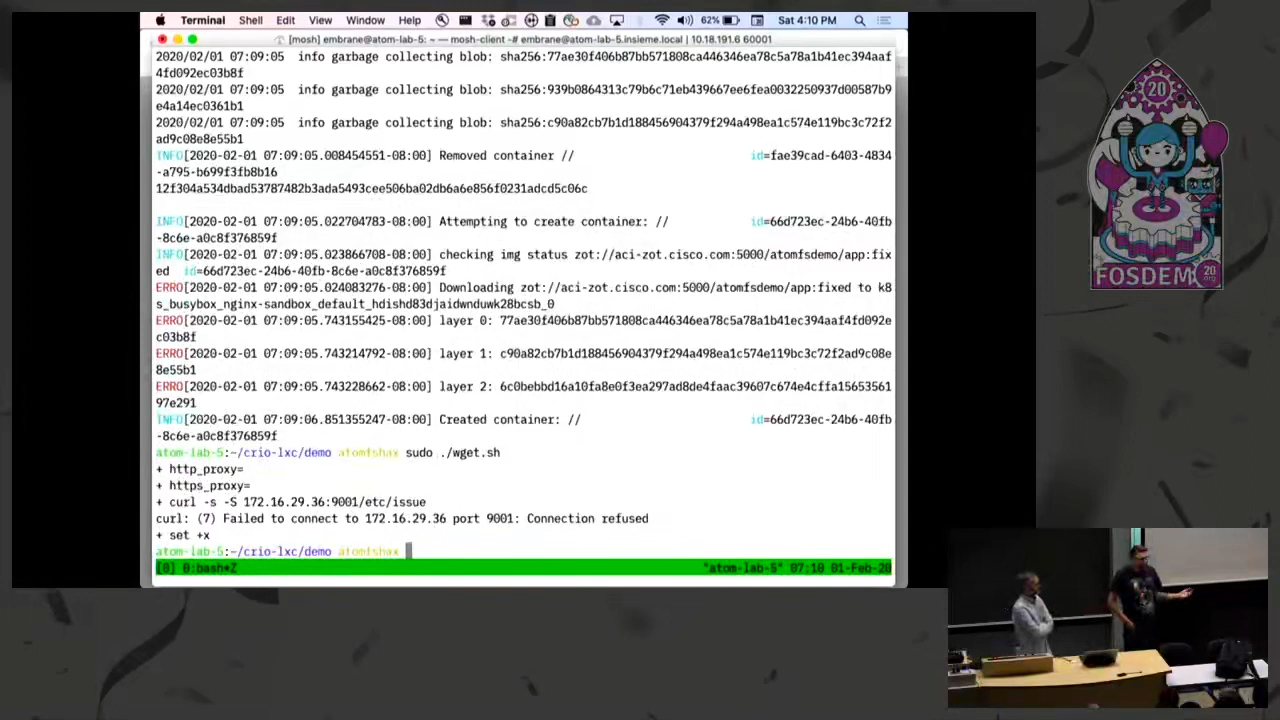 Terminal Shell Edit View Window Help 62% Sat 4:10 PM
[mosh] embrane@atom-lab-5: ~ — mosh-client -# embrane@atom-lab-5.insieme.local | 10.18.191.6 60001
2020/02/01 07:09:05  info garbage collecting blob: sha256:77ae30f406b87bb571808ca446346ea78c5a78a1b41ec394aaf
4fd092ec03b8f
2020/02/01 07:09:05  info garbage collecting blob: sha256:939b0864313c79b6c71eb439667ee6fea0032250937d00587b9
e4a14ec0361b1
2020/02/01 07:09:05  info garbage collecting blob: sha256:c90a82cb7b1d188456904379f294a498ea1c574e119bc3c72f2
ad9c08e8e55b1
INFO[2020-02-01 07:09:05.008454551-08:00] Removed container // id=fae39cad-6403-4834
-a795-b699f3fb8b16
12f304a534dbad53787482b3ada5493cee506ba02db6a6e856f0231adcd5c06c
INFO[2020-02-01 07:09:05.022704783-08:00] Attempting to create container: // id=66d723ec-24b6-40fb
-8c6e-a0c8f376859f
INFO[2020-02-01 07:09:05.023866708-08:00] checking img status zot://aci-zot.cisco.com:5000/atomfsdemo/app:fix
ed  id=66d723ec-24b6-40fb-8c6e-a0c8f376859f
ERRO[2020-02-01 07:09:05.024083276-08:00] Downloading zot://aci-zot.cisco.com:5000/atomfsdemo/app:fixed to k8
s_busybox_nginx-sandbox_default_hdishd83djaidwnduwk28bcsb_0
ERRO[2020-02-01 07:09:05.743155425-08:00] layer 0: 77ae30f406b87bb571808ca446346ea78c5a78a1b41ec394aaf4fd092e
c03b8f
ERRO[2020-02-01 07:09:05.743214792-08:00] layer 1: c90a82cb7b1d188456904379f294a498ea1c574e119bc3c72f2ad9c08e
8e55b1
ERRO[2020-02-01 07:09:05.743228662-08:00] layer 2: 6c0bebbd16a10fa8e0f3ea297ad8de4faac39607c674e4cffa15653561
97e291
INFO[2020-02-01 07:09:06.851355247-08:00] Created container: // id=66d723ec-24b6-40fb
-8c6e-a0c8f376859f
atom-lab-5:~/crio-lxc/demo atomfshax sudo ./wget.sh
+ http_proxy=
+ https_proxy=
+ curl -s -S 172.16.29.36:9001/etc/issue
curl: (7) Failed to connect to 172.16.29.36 port 9001: Connection refused
+ set +x
atom-lab-5:~/crio-lxc/demo atomfshax
[0] 0:bash*Z "atom-lab-5" 07:10 01-Feb-20
20
FOSDEM 20
.org